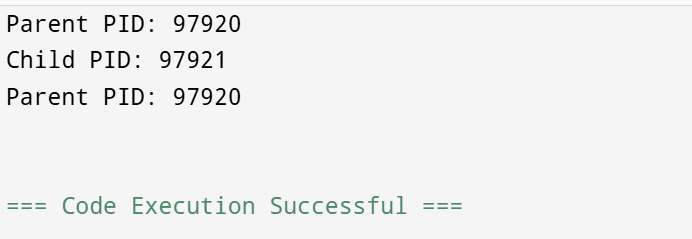 Parent PID: 97920
Child PID: 97921
Parent PID: 97920
=== Code Execution Successful ===